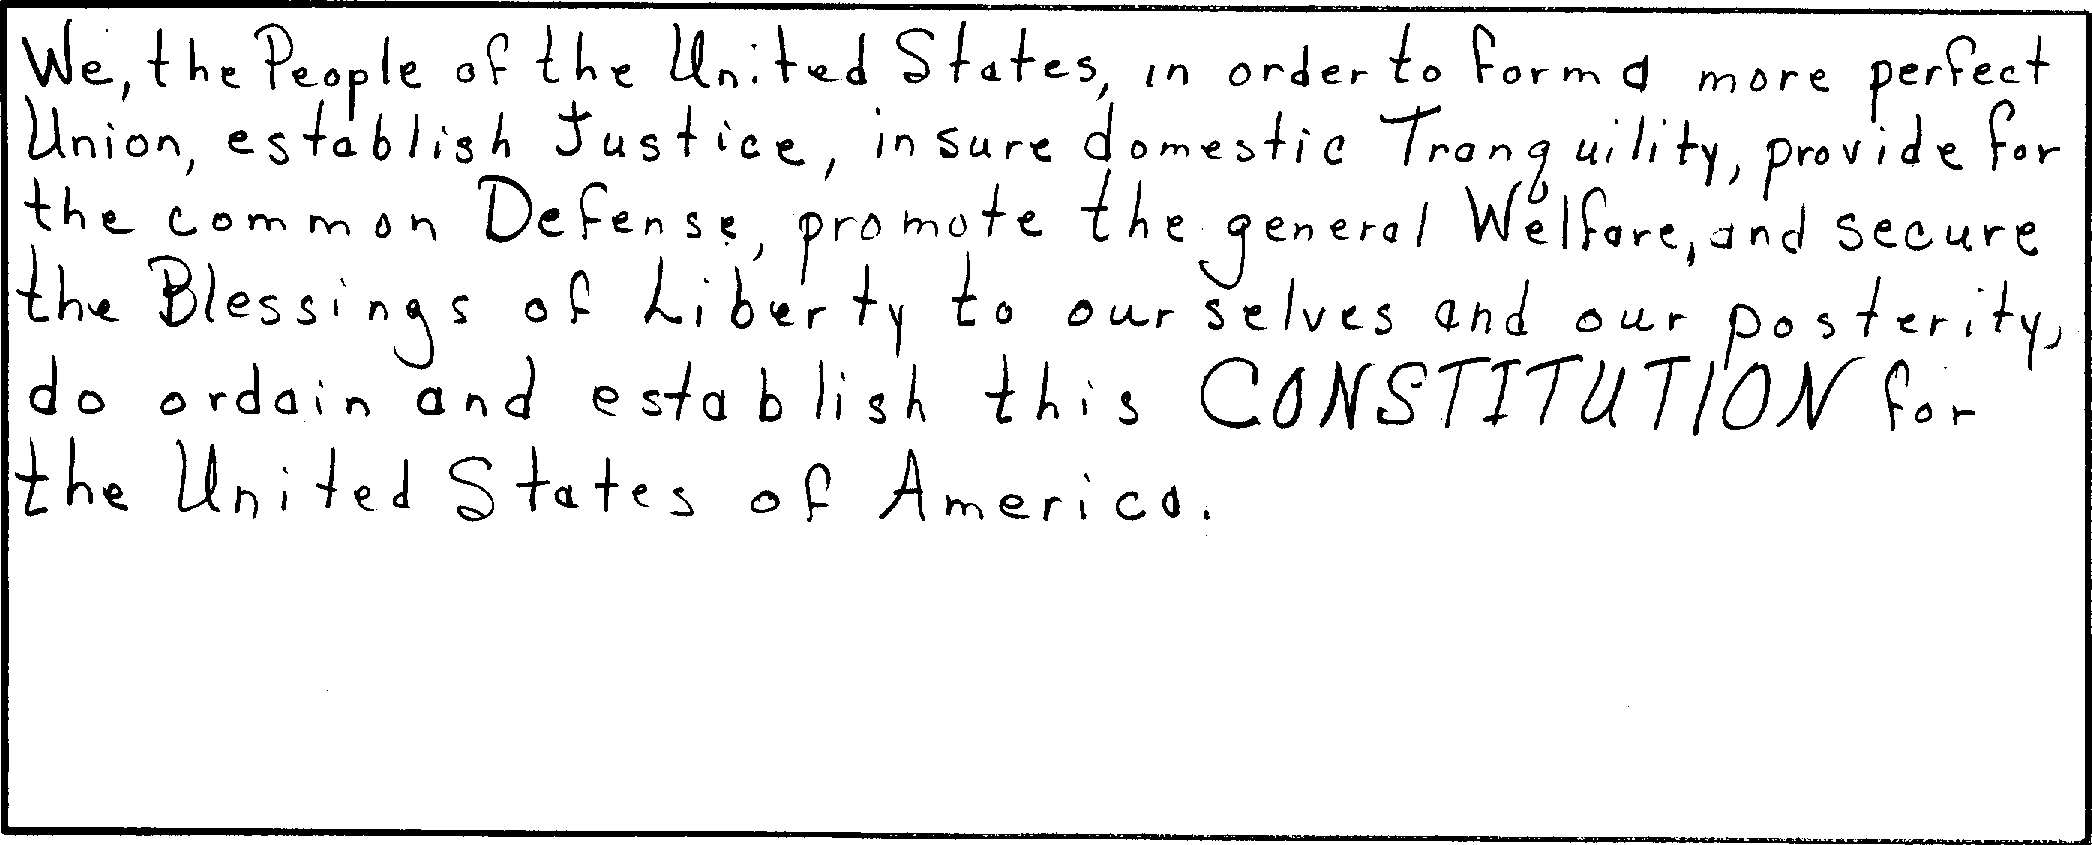 We, the People of the United States, in order to form a more perfect
Union, establish Justice, insure domestic Tranquility, provide for
the common Defense, promote the general Welfare, and secure
the Blessings of Liberty to ourselves and our posterity,
do ordain and establish this CONSTITUTION for
the United States of America.